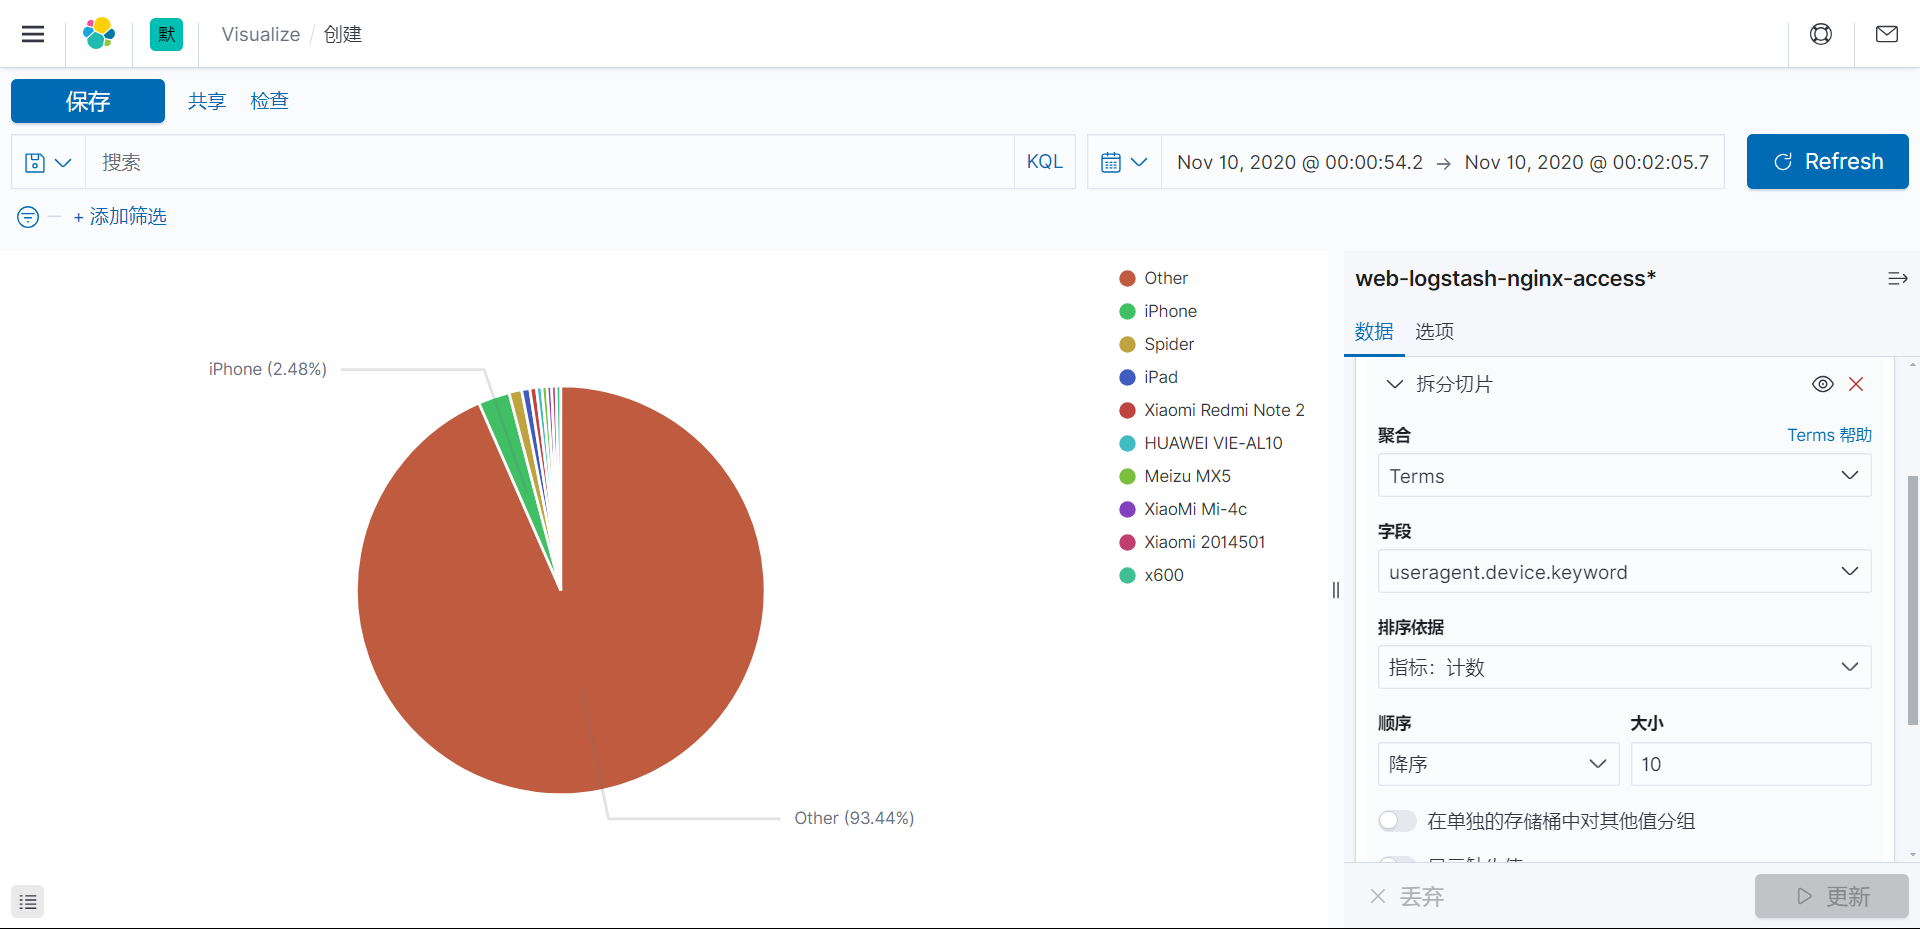 默 Visualize / 创建
保存 共享 检查
搜索 KQL Nov 10, 2020 @ 00:00:54.2 → Nov 10, 2020 @ 00:02:05.7 Refresh
+ 添加筛选
iPhone (2.48%)
Other (93.44%)
Other
iPhone
Spider
iPad
Xiaomi Redmi Note 2
HUAWEI VIE-AL10
Meizu MX5
XiaoMi Mi-4c
Xiaomi 2014501
x600
web-logstash-nginx-access*
数据 选项
拆分切片
聚合 Terms 帮助
Terms
字段
useragent.device.keyword
排序依据
指标：计数
顺序 大小
降序 10
在单独的存储桶中对其他值分组
丢弃 更新